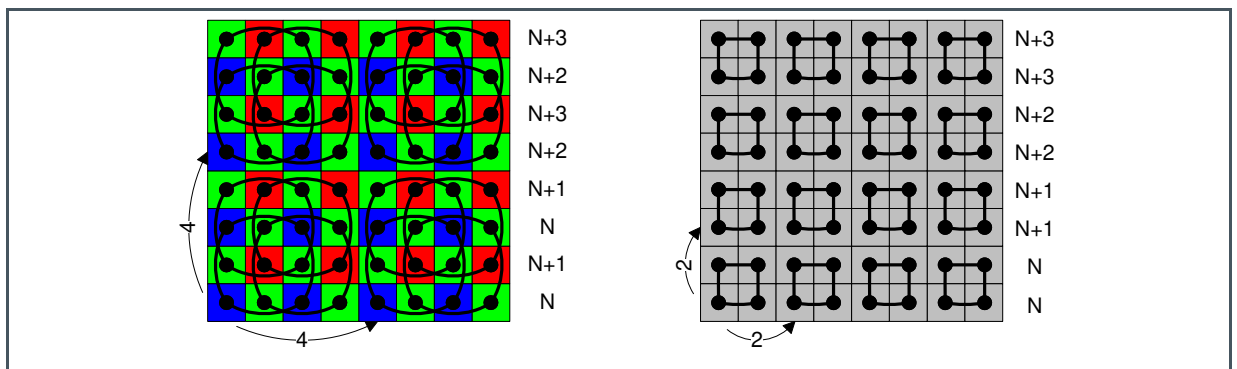 N+3 N+3
N+2 N+3
N+3 N+2
N+2 N+2
N+1 N+1
4 N N+1
2
N+1 N
N N
4 2